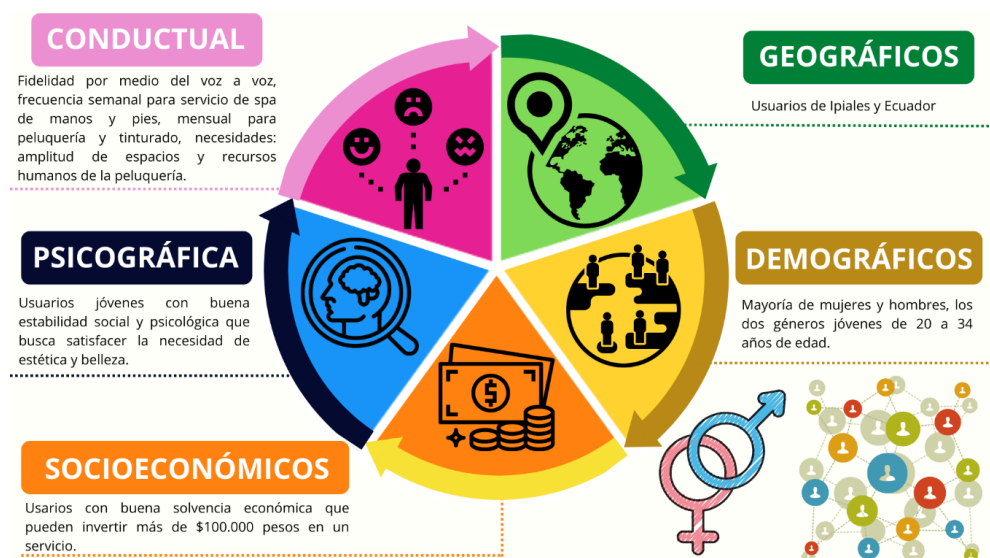 CONDUCTUAL
Fidelidad por medio del voz a voz,
frecuencia semanal para servicio de spa
de manos y pies, mensual para
peluquería y tinturado, necesidades:
amplitud de espacios y recursos
humanos de la peluquería.
GEOGRÁFICOS
Usuarios de Ipiales y Ecuador
PSICOGRÁFICA
Usuarios jóvenes con buena
estabilidad social y psicológica que
busca satisfacer la necesidad de
estética y belleza.
DEMOGRÁFICOS
Mayoría de mujeres y hombres, los
dos géneros jóvenes de 20 a 34
años de edad.
$
SOCIOECONÓMICOS
Usarios con buena solvencia económica que
pueden invertir más de $100.000 pesos en un
servicio.